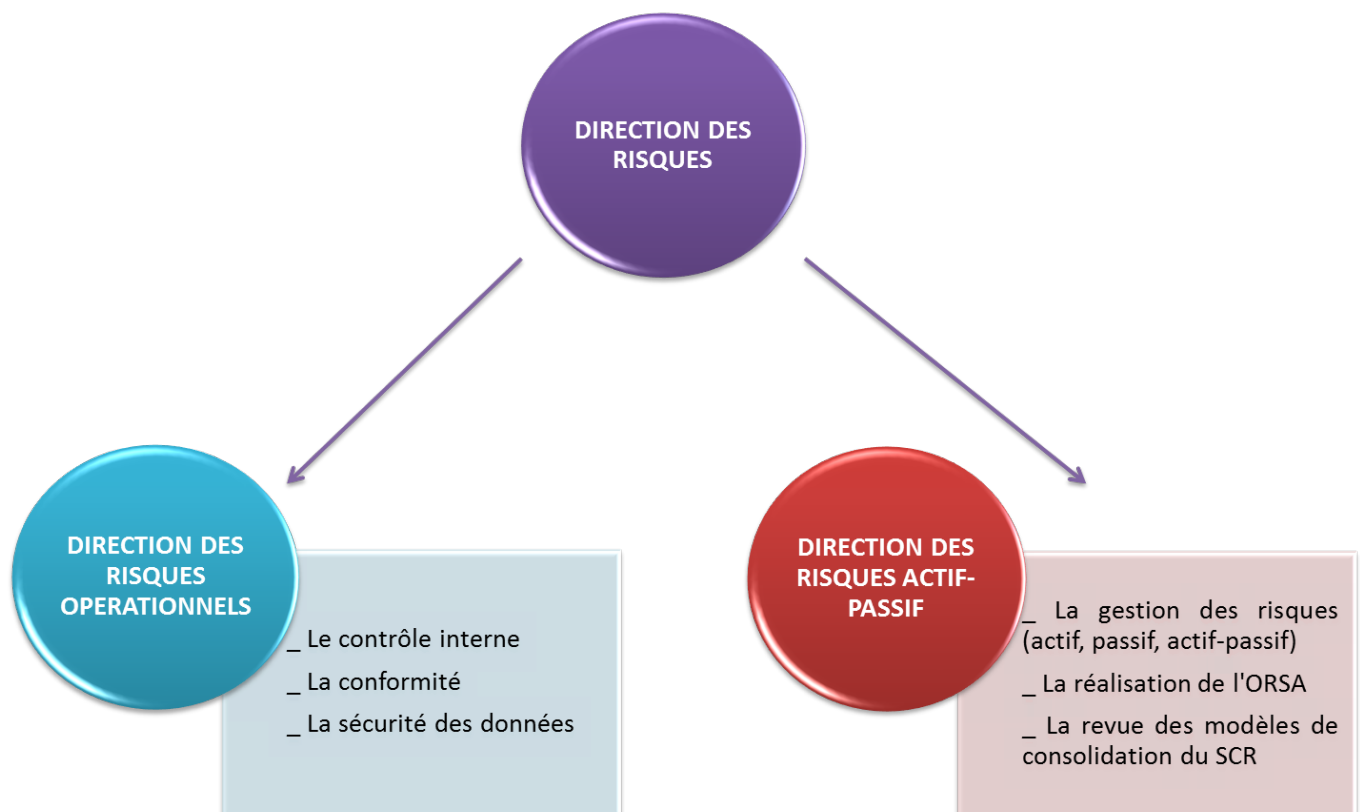 DIRECTION DES
RISQUES
DIRECTION DES
RISQUES
OPERATIONNELS
_ Le contrôle interne
_ La conformité
_ La sécurité des données
DIRECTION DES
RISQUES ACTIF-
PASSIF
_ La gestion des risques
(actif, passif, actif-passif)
_ La réalisation de l'ORSA
_ La revue des modèles de
consolidation du SCR